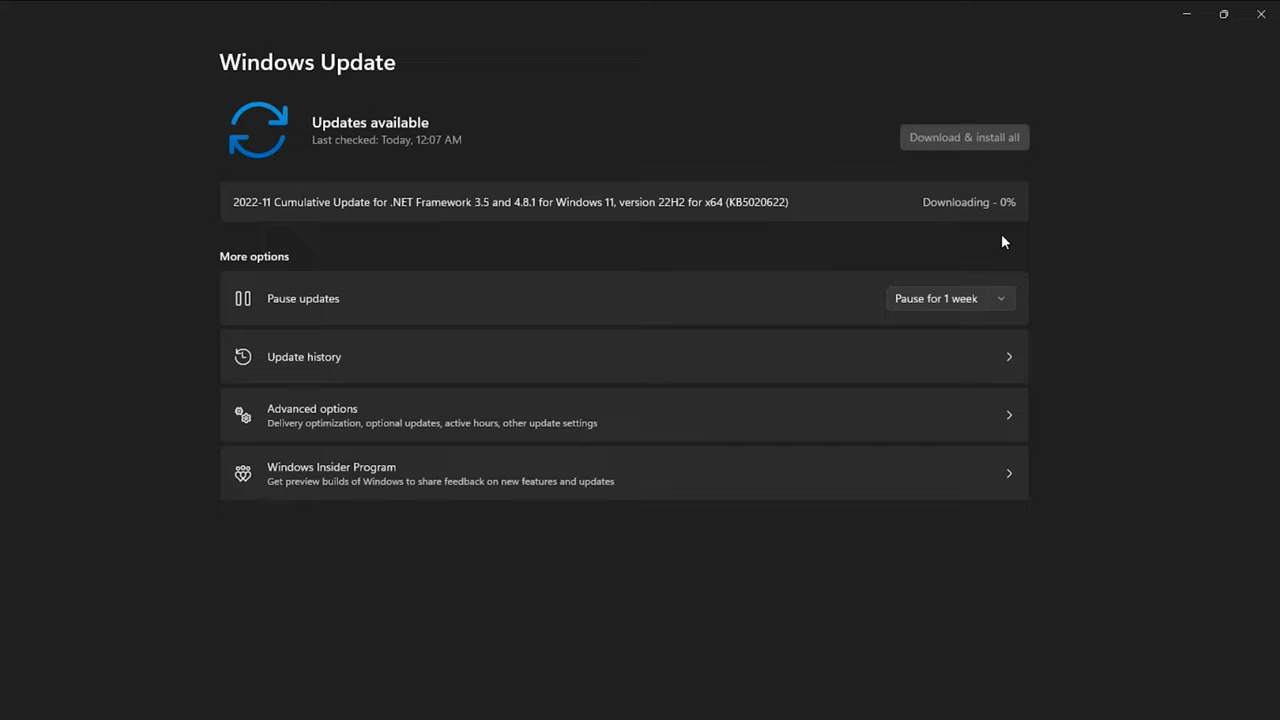 Windows Update
Updates available
Last checked: Today, 12:07 AM
Download & install all
2022-11 Cumulative Update for .NET Framework 3.5 and 4.8.1 for Windows 11, version 22H2 for x64 (KB5020622)
Downloading - 0%
More options
Pause updates
Pause for 1 week
Update history
Advanced options
Delivery optimization, optional updates, active hours, other update settings
Windows Insider Program
Get preview builds of Windows to share feedback on new features and updates